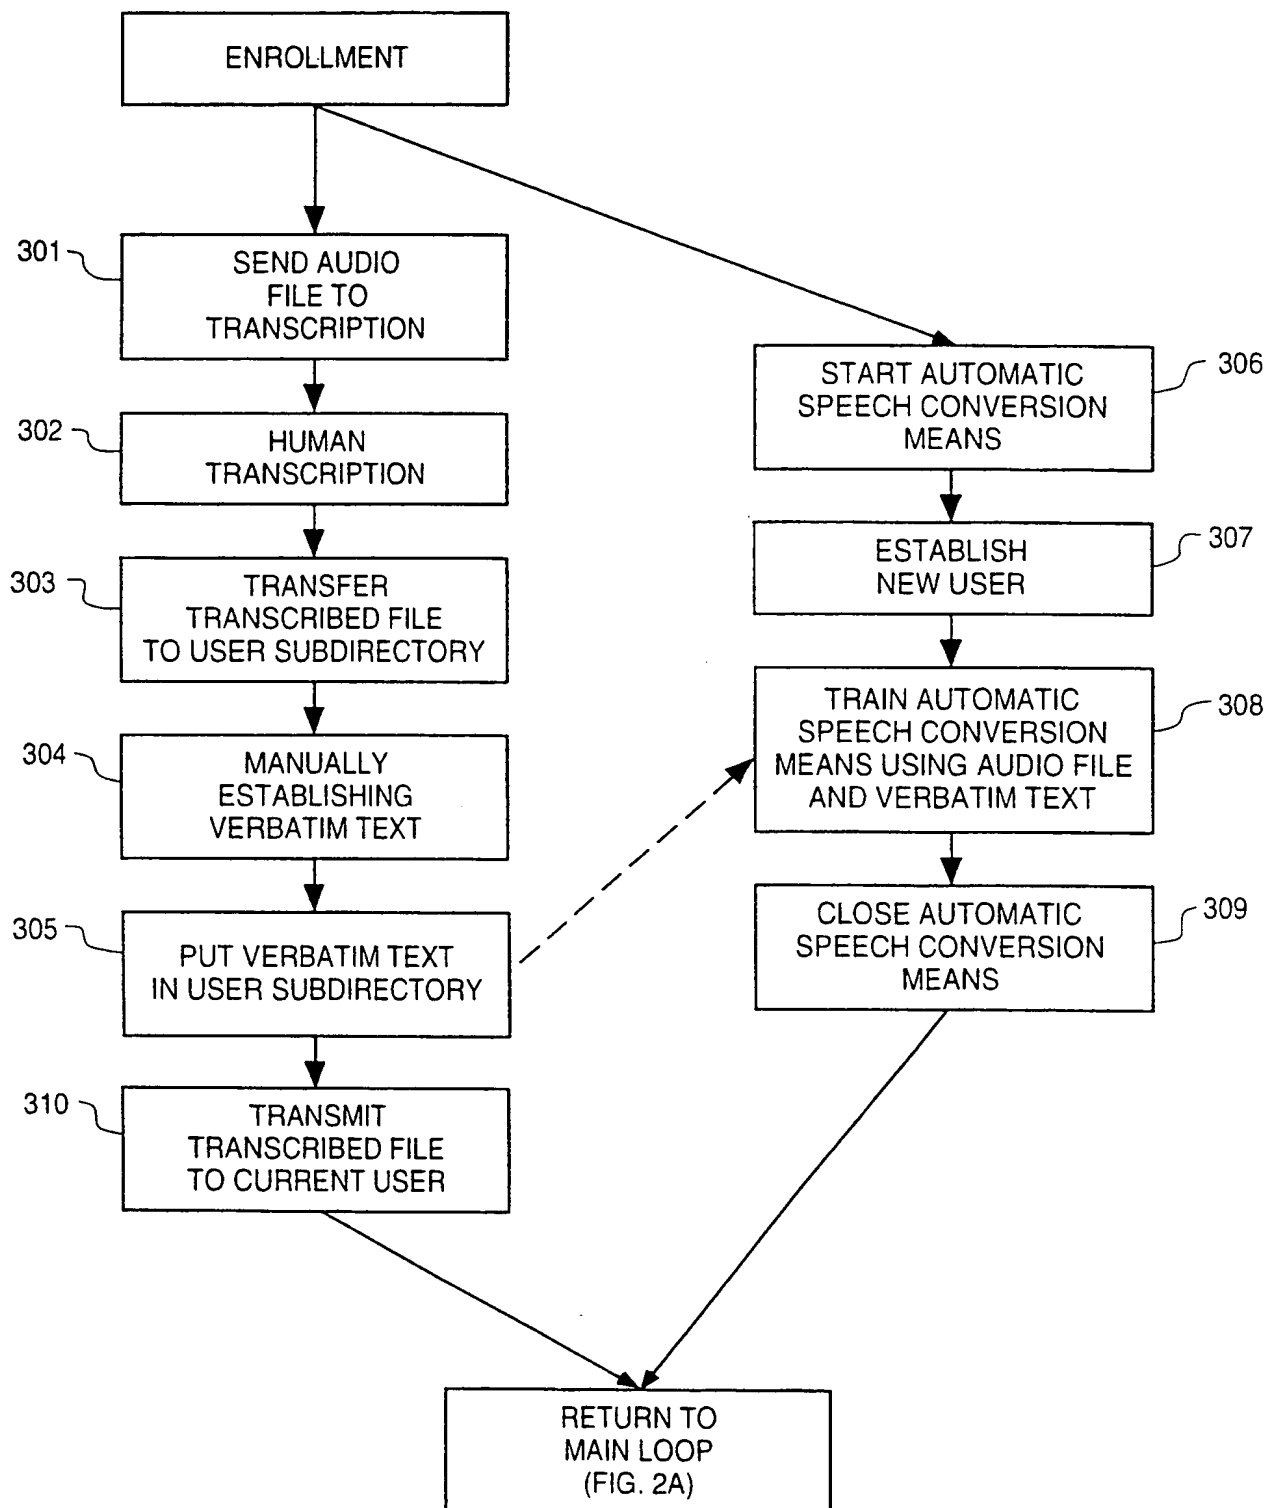 ENROLLMENT
301
SEND AUDIO
FILE TO
TRANSCRIPTION
302
HUMAN
TRANSCRIPTION
303
TRANSFER
TRANSCRIBED FILE
TO USER SUBDIRECTORY
304
MANUALLY
ESTABLISHING
VERBATIM TEXT
305
PUT VERBATIM TEXT
IN USER SUBDIRECTORY
310
TRANSMIT
TRANSCRIBED FILE
TO CURRENT USER
306
START AUTOMATIC
SPEECH CONVERSION
MEANS
307
ESTABLISH
NEW USER
308
TRAIN AUTOMATIC
SPEECH CONVERSION
MEANS USING AUDIO FILE
AND VERBATIM TEXT
309
CLOSE AUTOMATIC
SPEECH CONVERSION
MEANS
RETURN TO
MAIN LOOP
(FIG. 2A)